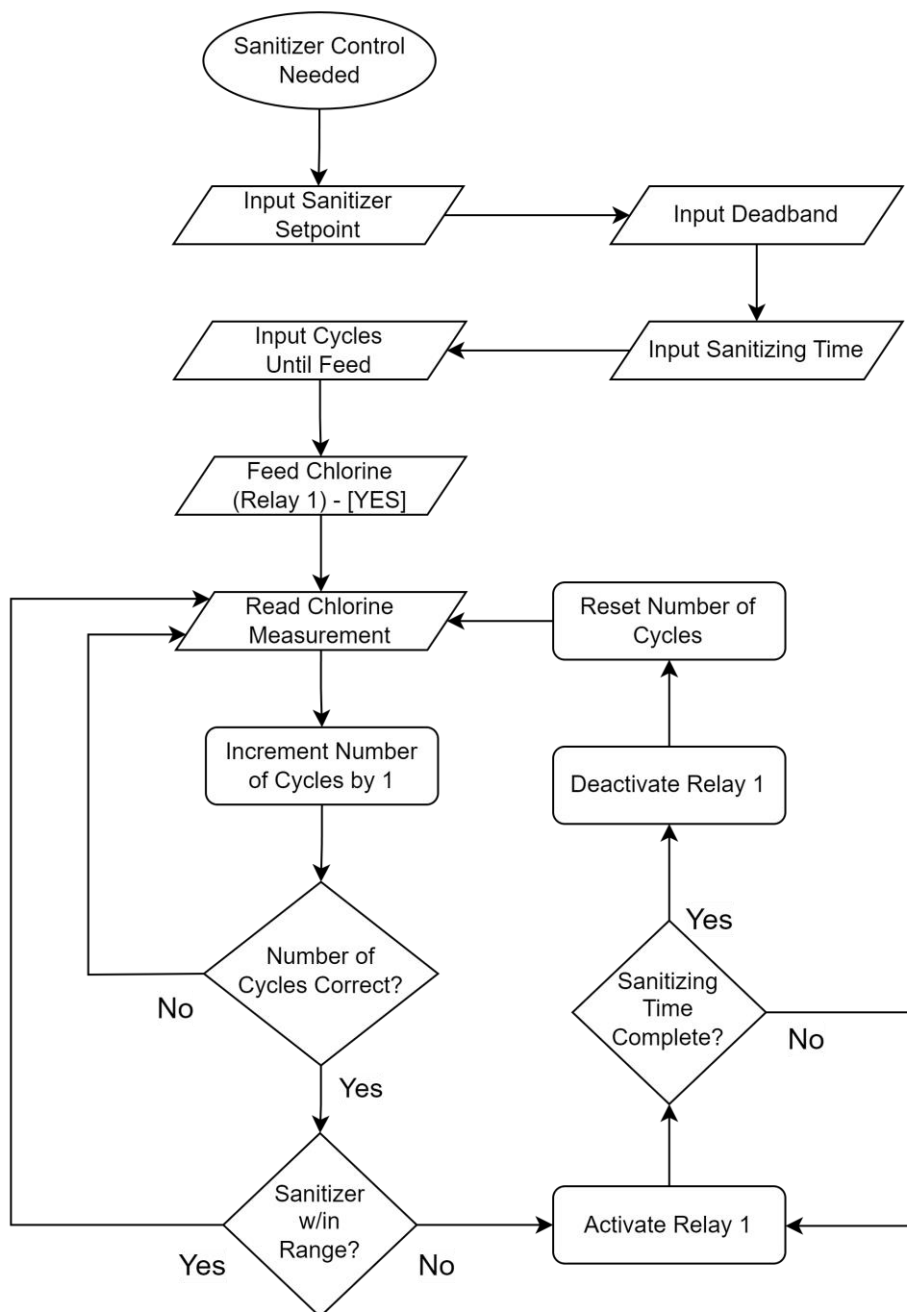 Sanitizer Control
Needed
Input Sanitizer
Setpoint
Input Deadband
Input Cycles
Until Feed
Input Sanitizing Time
Feed Chlorine
(Relay 1) - [YES]
Read Chlorine
Measurement
Reset Number of
Cycles
Increment Number
of Cycles by 1
Deactivate Relay 1
Number of
Cycles Correct?
No
Yes
Sanitizing
Time
Complete?
Yes
No
Sanitizer
w/in
Range?
Yes
No
Activate Relay 1